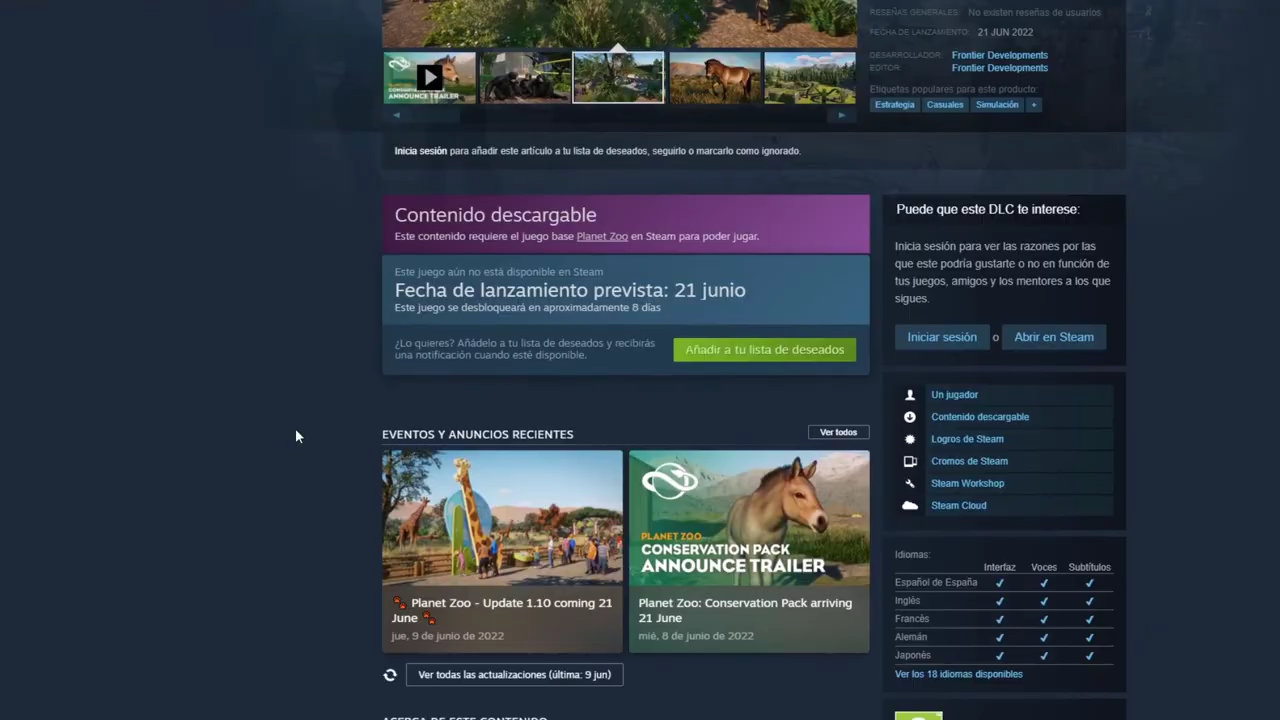 RESEÑAS GENERALES: No existen reseñas de usuarios
FECHA DE LANZAMIENTO: 21 JUN 2022
DESARROLLADOR: Frontier Developments
EDITOR: Frontier Developments
Etiquetas populares para este producto:
Estrategia Casuales Simulación +
PLANET ZOO
CONSERVATION PACK
ANNOUNCE TRAILER
Inicia sesión para añadir este artículo a tu lista de deseados, seguirlo o marcarlo como ignorado.
Contenido descargable
Este contenido requiere el juego base Planet Zoo en Steam para poder jugar.
Este juego aún no está disponible en Steam
Fecha de lanzamiento prevista: 21 junio
Este juego se desbloqueará en aproximadamente 8 días
¿Lo quieres? Añádelo a tu lista de deseados y recibirás
una notificación cuando esté disponible.
Añadir a tu lista de deseados
EVENTOS Y ANUNCIOS RECIENTES
Ver todos
Planet Zoo - Update 1.10 coming 21
June
jue, 9 de junio de 2022
PLANET ZOO
CONSERVATION PACK
ANNOUNCE TRAILER
Planet Zoo: Conservation Pack arriving
21 June
mié, 8 de junio de 2022
Ver todas las actualizaciones (última: 9 jun)
ACERCA DE ESTE CONTENIDO
Puede que este DLC te interese:
Inicia sesión para ver las razones por las
que este podría gustarte o no en función de
tus juegos, amigos y los mentores a los que
sigues.
Iniciar sesión o Abrir en Steam
Un jugador
Contenido descargable
Logros de Steam
Cromos de Steam
Steam Workshop
Steam Cloud
Idiomas:
Interfaz Voces Subtítulos
Español de España ✔ ✔ ✔
Inglés ✔ ✔ ✔
Francés ✔ ✔ ✔
Alemán ✔ ✔ ✔
Japonés ✔ ✔ ✔
Ver los 18 idiomas disponibles